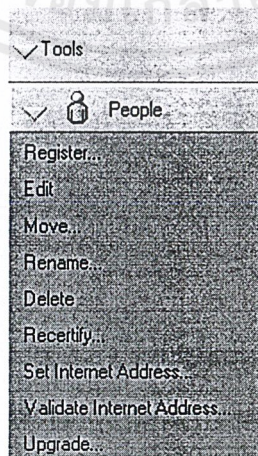 Tools
People
Register...
Edit
Move...
Rename...
Delete
Recertify...
Set Internet Address...
Validate Internet Address...
Upgrade...